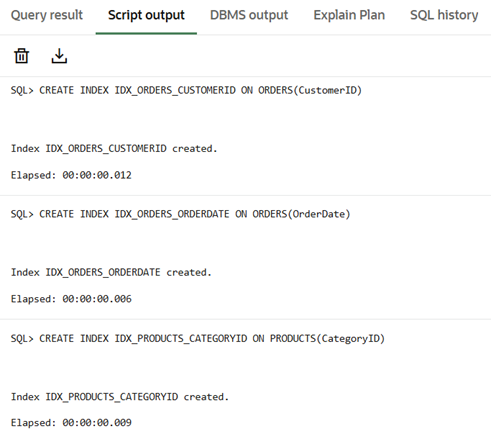 Query result Script output DBMS output Explain Plan SQL history
SQL> CREATE INDEX IDX_ORDERS_CUSTOMERID ON ORDERS(CustomerID)
Index IDX_ORDERS_CUSTOMERID created.
Elapsed: 00:00:00.012
SQL> CREATE INDEX IDX_ORDERS_ORDERDATE ON ORDERS(OrderDate)
Index IDX_ORDERS_ORDERDATE created.
Elapsed: 00:00:00.006
SQL> CREATE INDEX IDX_PRODUCTS_CATEGORYID ON PRODUCTS(CategoryID)
Index IDX_PRODUCTS_CATEGORYID created.
Elapsed: 00:00:00.009